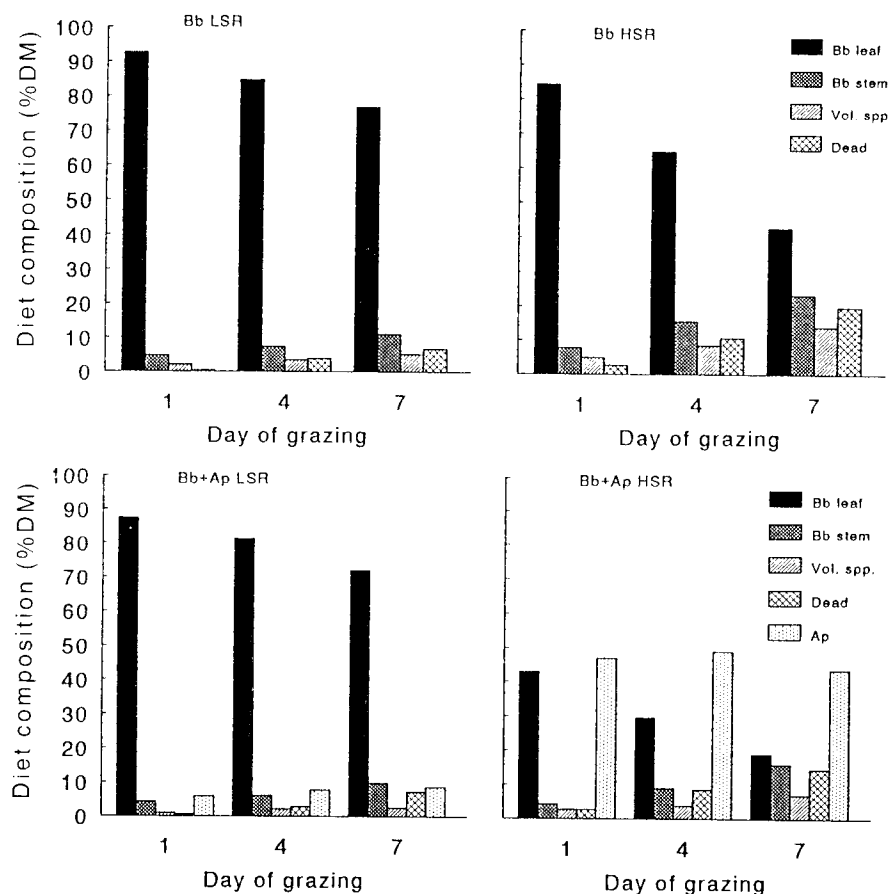 Bb LSR
Diet composition (%DM)
100
90
80
70
60
50
40
30
20
10
0
1 4 7
Day of grazing
Bb HSR
Bb leaf
Bb stem
Vol. spp
Dead
1 4 7
Day of grazing
Bb+Ap LSR
Diet composition (%DM)
100
90
80
70
60
50
40
30
20
10
0
1 4 7
Day of grazing
Bb+Ap HSR
Bb leaf
Bb stem
Vol. spp.
Dead
Ap
1 4 7
Day of grazing